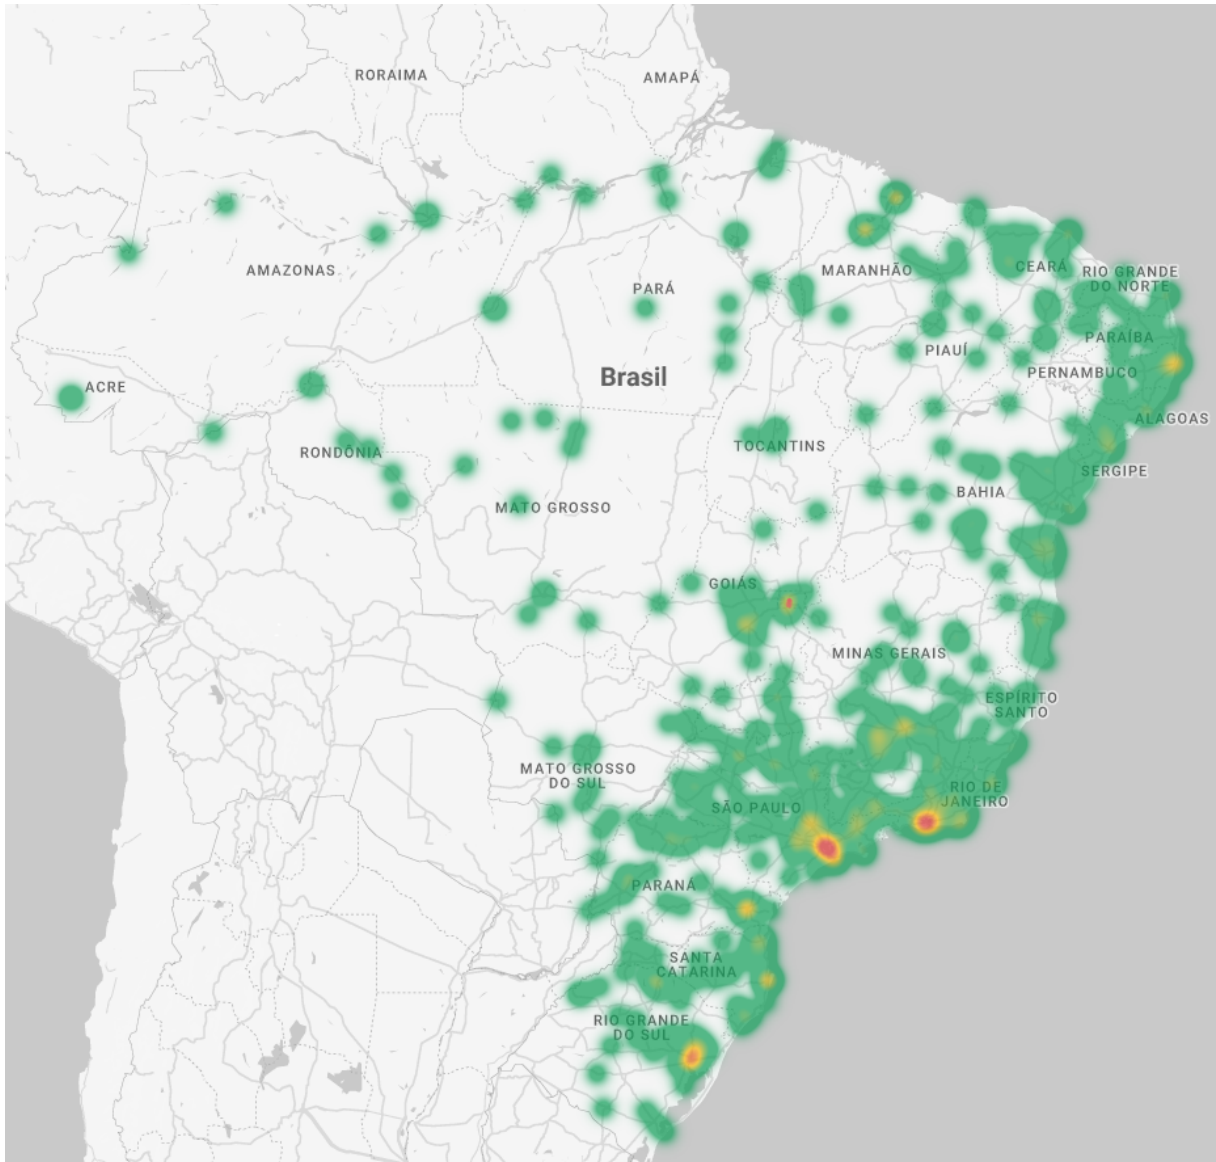 RORAIMA
AMAPÁ
AMAZONAS
PARÁ
MARANHÃO
CEARÁ
RIO GRANDE
DO NORTE
PARAÍBA
PIAUÍ
PERNAMBUCO
Brasil
ACRE
ALAGOAS
TOCANTINS
RONDÔNIA
SERGIPE
BAHIA
MATO GROSSO
GOIÁS
MINAS GERAIS
ESPÍRITO
SANTO
MATO GROSSO
DO SUL
RIO DE
JANEIRO
SÃO PAULO
PARANÁ
SANTA
CATARINA
RIO GRANDE
DO SUL